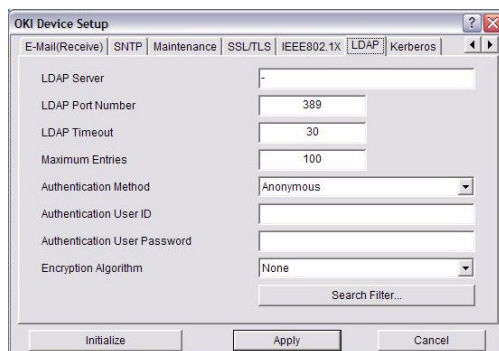 OKI Device Setup
E-Mail(Receive) SNTP Maintenance SSL/TLS IEEE802.1X LDAP Kerberos
LDAP Server -
LDAP Port Number 389
LDAP Timeout 30
Maximum Entries 100
Authentication Method Anonymous
Authentication User ID
Authentication User Password
Encryption Algorithm None
Search Filter...
Initialize Apply Cancel